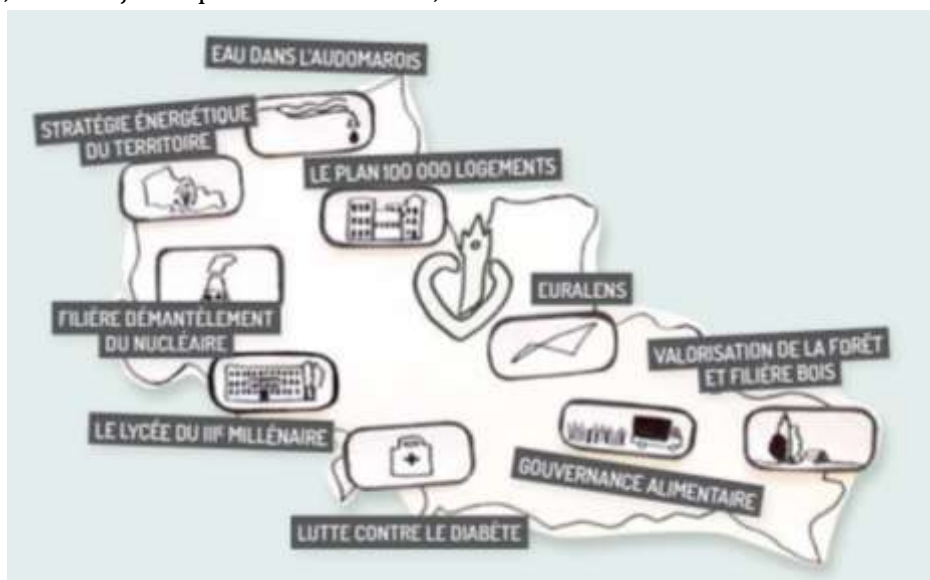 EAU DANS L'AUDOMAROIS
STRATÉGIE ÉNERGÉTIQUE
DU TERRITOIRE
LE PLAN 100 000 LOGEMENTS
EURALENS
FILIÈRE DÉMANTÈLEMENT
DU NUCLÉAIRE
VALORISATION DE LA FORÊT
ET FILIÈRE BOIS
LE LYCÉE DU IIIE MILLÉNAIRE
GOUVERNANCE ALIMENTAIRE
LUTTE CONTRE LE DIABÈTE